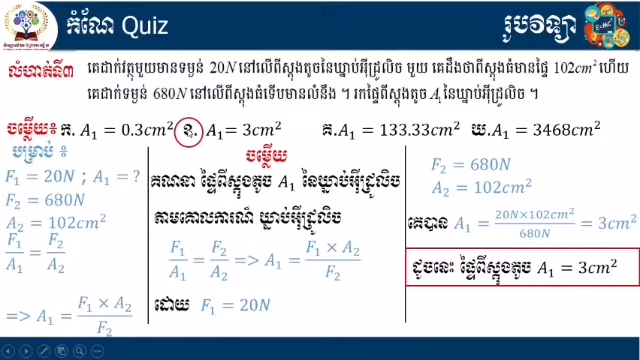 កំណែ Quiz
រូបវិទ្យា
លំហាត់ទី៣ គេដាក់វត្ថុមួយមានទម្ងន់ 20N នៅលើពីស្តុងតូចនៃឃ្នាប់អ៊ីដ្រូលិច មួយ គេដឹងថាពីស្តុងធំមានផ្ទៃ 102cm² ហើយ
គេដាក់ទម្ងន់ 680N នៅលើពីស្តុងធំទើបមានលំនឹង ។ រកផ្ទៃពីស្តុងតូច A₁ នៃឃ្នាប់អ៊ីដ្រូលិច ។
ចម្លើយ៖ ក. A₁ = 0.3cm² ខ. A₁ = 3cm² គ. A₁ = 133.33cm² ឃ. A₁ = 3468cm²
បម្រាប់ ៖
F₁ = 20N ; A₁ = ?
F₂ = 680N
A₂ = 102cm²
F₁/A₁ = F₂/A₂
=> A₁ = F₁ × A₂/F₂
ចម្លើយ
គណនា ផ្ទៃពីស្តុងតូច A₁ នៃឃ្នាប់អ៊ីដ្រូលិច
តាមគោលការណ៍ ឃ្នាប់អ៊ីដ្រូលិច
F₁/A₁ = F₂/A₂ => A₁ = F₁ × A₂/F₂
ដោយ F₁ = 20N
F₂ = 680N
A₂ = 102cm²
គេបាន A₁ = 20N×102cm²/680N = 3cm²
ដូចនេះ ផ្ទៃពីស្តុងតូច A₁ = 3cm²